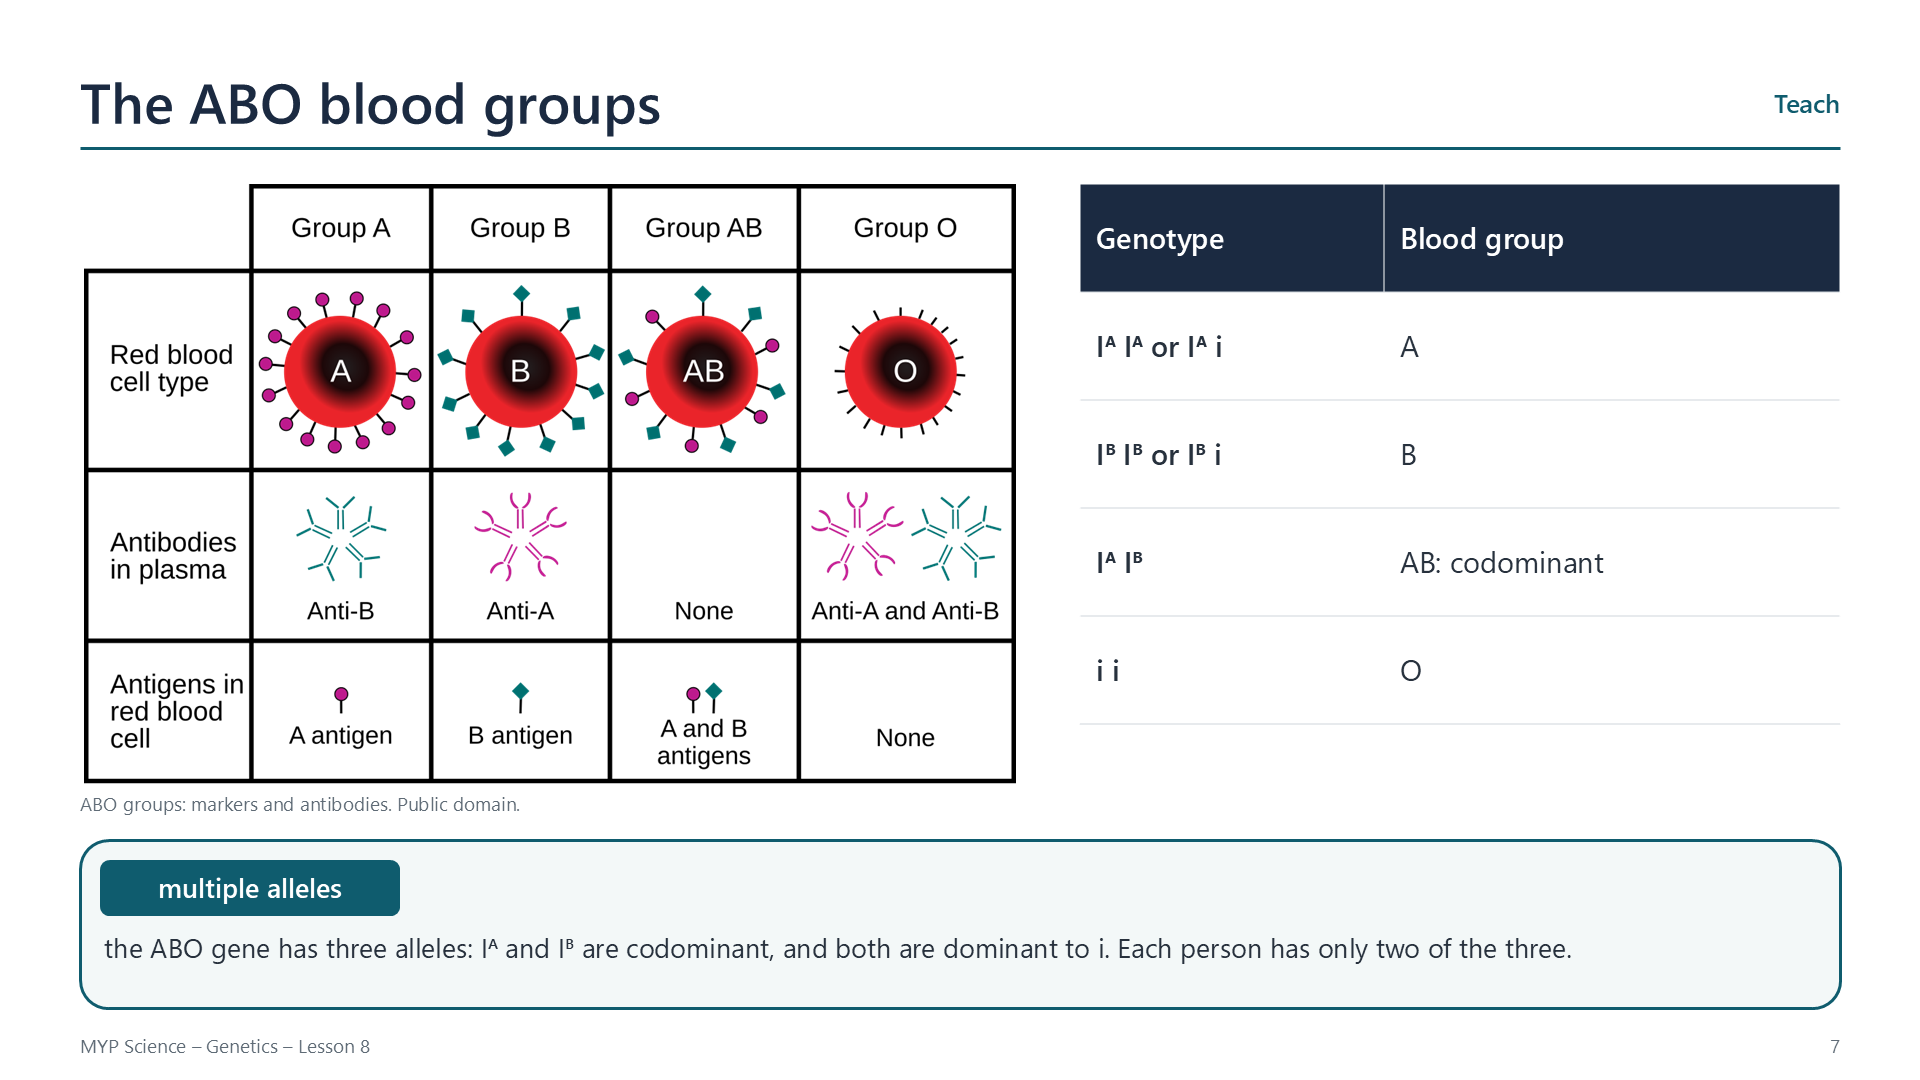 The ABO blood groups
Teach
Group A
Group B
Group AB
Group O
Red blood
cell type
A
B
AB
O
Antibodies
in plasma
Anti-B
Anti-A
None
Anti-A and Anti-B
Antigens in
red blood
cell
A antigen
B antigen
A and B
antigens
None
ABO groups: markers and antibodies. Public domain.
Genotype
Blood group
Iᴬ Iᴬ or Iᴬ i
A
Iᴮ Iᴮ or Iᴮ i
B
Iᴬ Iᴮ
AB: codominant
i i
O
multiple alleles
the ABO gene has three alleles: Iᴬ and Iᴮ are codominant, and both are dominant to i. Each person has only two of the three.
MYP Science – Genetics – Lesson 8
7